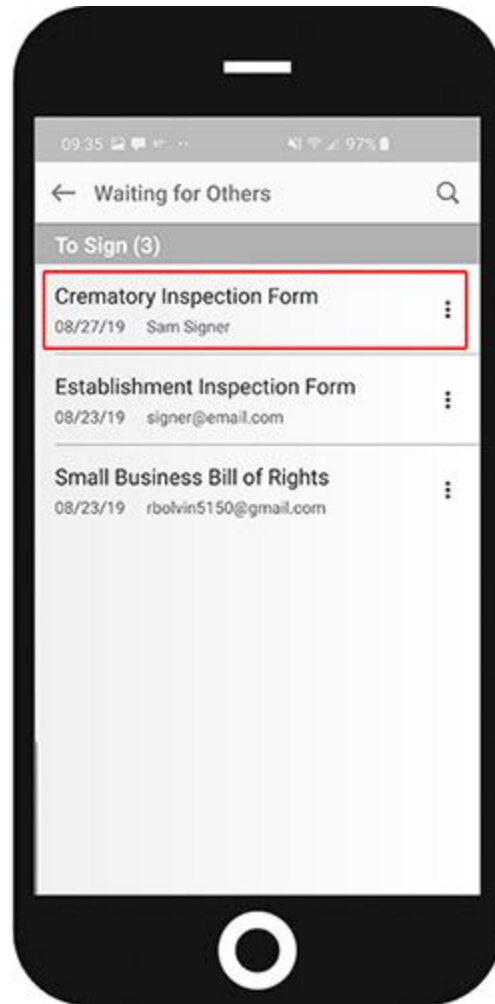 09:35 97%
Waiting for Others
To Sign (3)
Crematory Inspection Form
08/27/19 Sam Signer
Establishment Inspection Form
08/23/19 signer@email.com
Small Business Bill of Rights
08/23/19 rbolvin5150@gmail.com